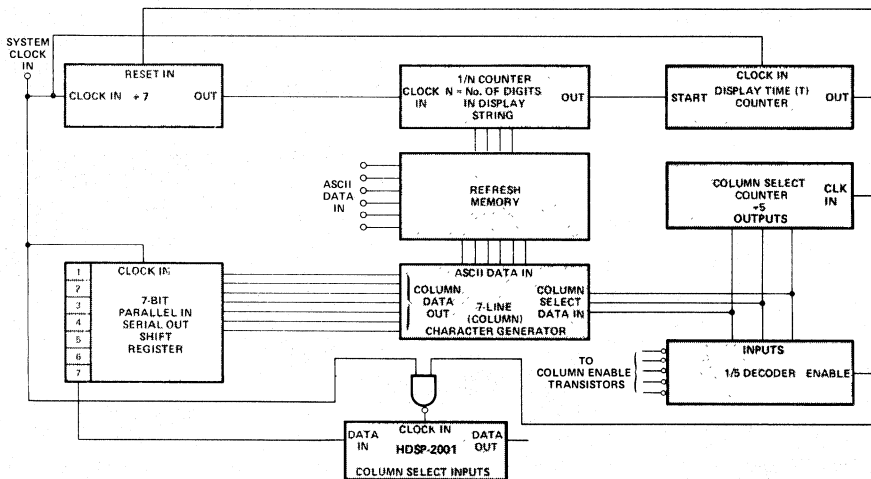 SYSTEM
CLOCK
IN
RESET IN
CLOCK IN ÷7 OUT
1/N COUNTER
CLOCK N = No. OF DIGITS
IN IN DISPLAY OUT
STRING
CLOCK IN
START DISPLAY TIME (T) OUT
COUNTER
ASCII
DATA
IN
REFRESH
MEMORY
COLUMN SELECT CLK
COUNTER IN
÷5
OUTPUTS
1
2
3
4
5
6
7
CLOCK IN
7-BIT
PARALLEL IN
SERIAL OUT
SHIFT
REGISTER
ASCII DATA IN
COLUMN
DATA
OUT
7-LINE
(COLUMN)
CHARACTER GENERATOR
COLUMN
SELECT
DATA IN
TO
COLUMN ENABLE
TRANSISTORS
INPUTS
1/5 DECODER ENABLE
DATA
IN
CLOCK IN
HDSP-2001
DATA
OUT
COLUMN SELECT INPUTS